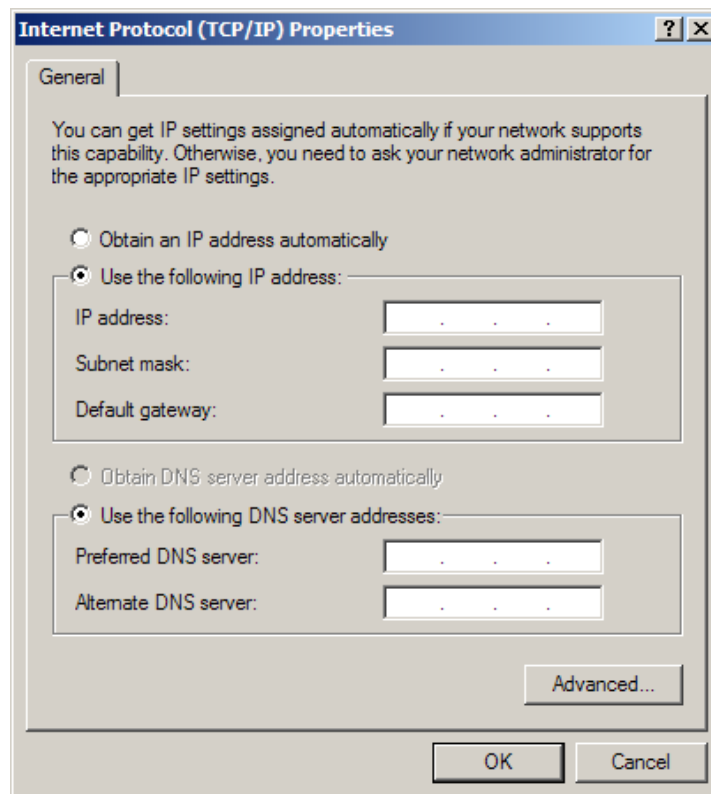 Internet Protocol (TCP/IP) Properties
General
You can get IP settings assigned automatically if your network supports
this capability. Otherwise, you need to ask your network administrator for
the appropriate IP settings.
Obtain an IP address automatically
Use the following IP address:
IP address: . . .
Subnet mask: . . .
Default gateway: . . .
Obtain DNS server address automatically
Use the following DNS server addresses:
Preferred DNS server: . . .
Alternate DNS server: . . .
Advanced...
OK Cancel